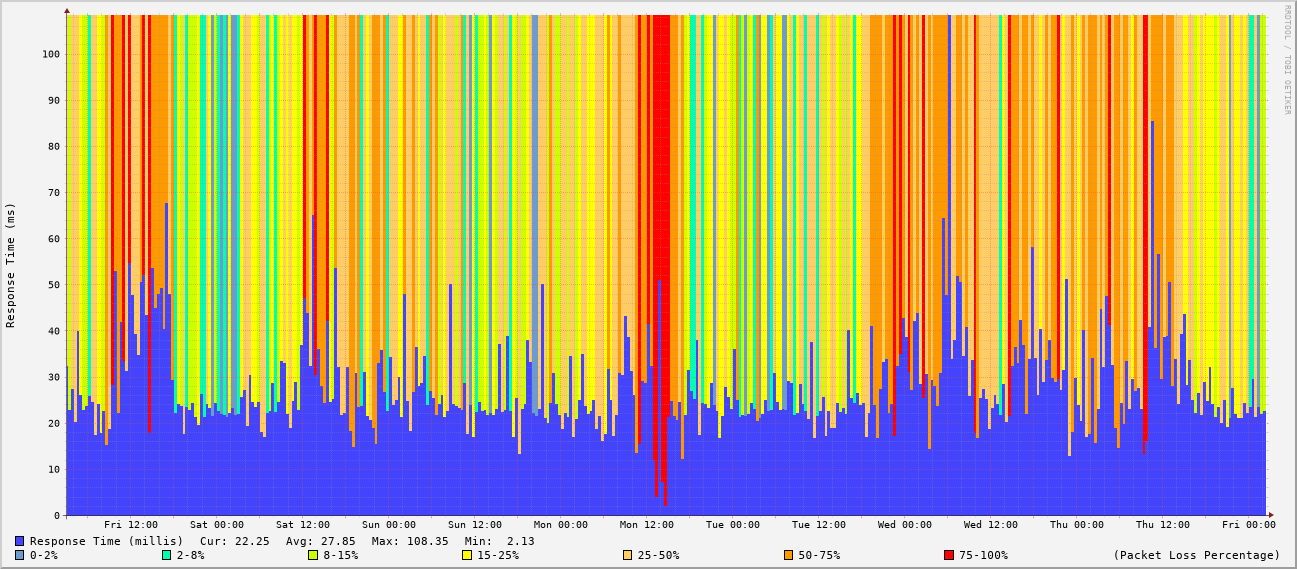 RRDTOOL / TOBI OETIKER
Response Time (ms)
100
90
80
70
60
50
40
30
20
10
0
Fri 12:00 Sat 00:00 Sat 12:00 Sun 00:00 Sun 12:00 Mon 00:00 Mon 12:00 Tue 00:00 Tue 12:00 Wed 00:00 Wed 12:00 Thu 00:00 Thu 12:00 Fri 00:00
Response Time (millis) Cur: 22.25 Avg: 27.85 Max: 108.35 Min: 2.13
0-2% 2-8% 8-15% 15-25% 25-50% 50-75% 75-100% (Packet Loss Percentage)